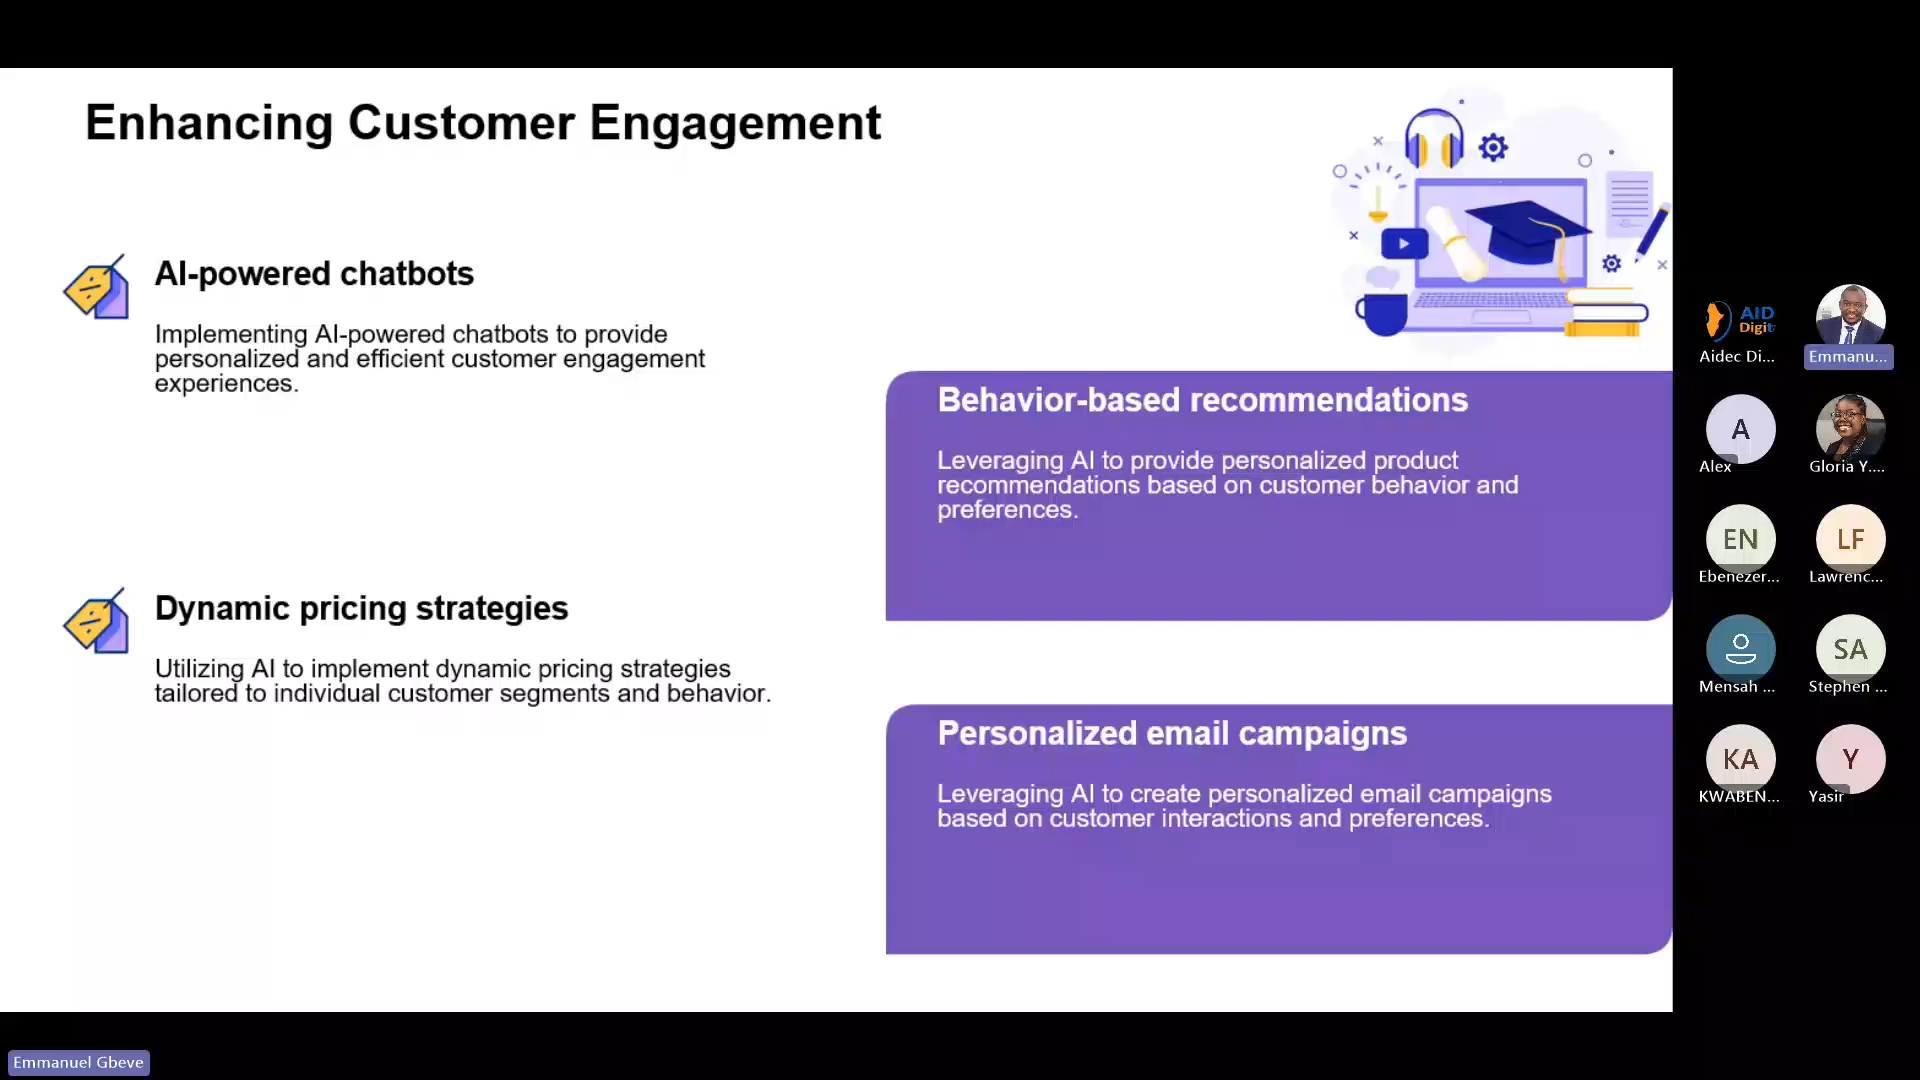 Enhancing Customer Engagement
AI-powered chatbots
Implementing AI-powered chatbots to provide
personalized and efficient customer engagement
experiences.
Dynamic pricing strategies
Utilizing AI to implement dynamic pricing strategies
tailored to individual customer segments and behavior.
Behavior-based recommendations
Leveraging AI to provide personalized product
recommendations based on customer behavior and
preferences.
Personalized email campaigns
Leveraging AI to create personalized email campaigns
based on customer interactions and preferences.
AID
Digit
Aidec Di...
Emmanu...
A
Alex
Gloria Y....
EN
Ebenezer...
LF
Lawrenc...
Mensah ...
SA
Stephen ...
KA
KWABEN...
Y
Yasir
Emmanuel Gbeve